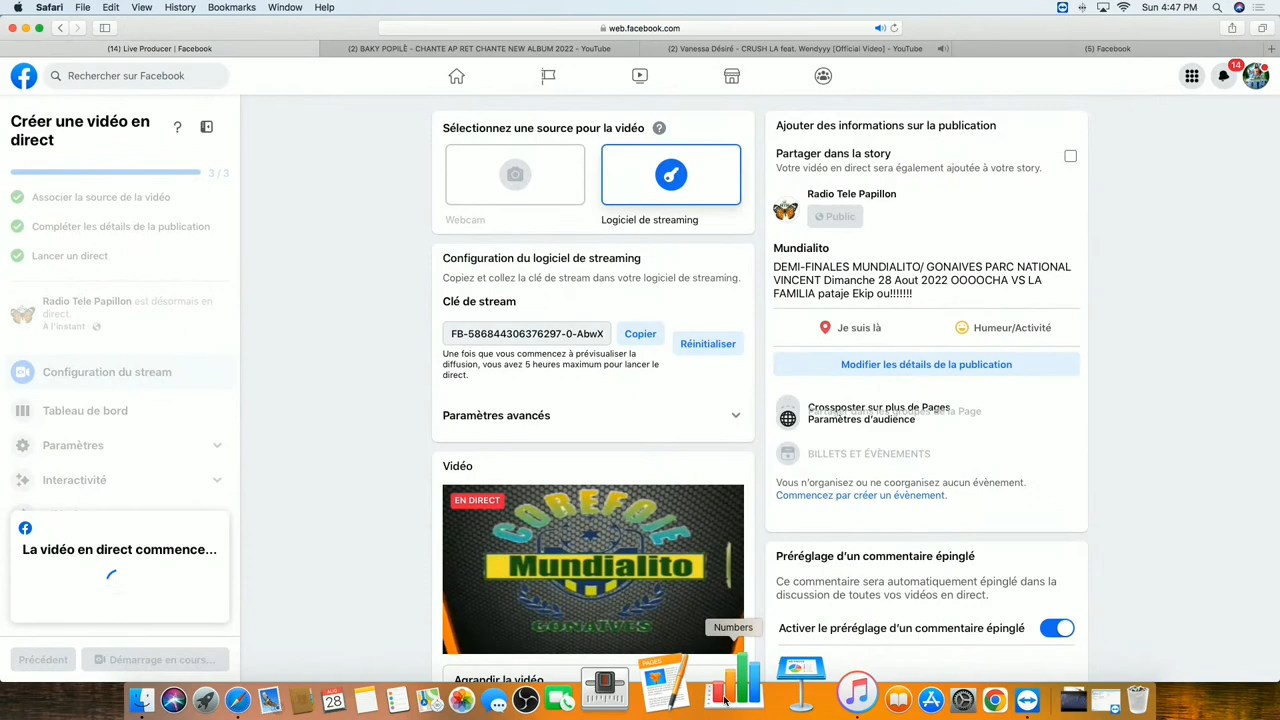 Safari File Edit View History Bookmarks Window Help Sun 4:47 PM
web.facebook.com
(14) Live Producer | Facebook (2) BAKY POPILÈ - CHANTE AP RET CHANTE NEW ALBUM 2022 - YouTube (2) Vanessa Désiré - CRUSH LA feat. Wendyyy [Official Video] - YouTube (5) Facebook
Rechercher sur Facebook
14
Créer une vidéo en
direct
3 / 3
Associer la source de la vidéo
Compléter les détails de la publication
Lancer un direct
Radio Tele Papillon est désormais en
direct.
À l'instant
Configuration du stream
Tableau de bord
Paramètres
Interactivité
La vidéo en direct commence...
Précédent
Démarrage en cours...
Sélectionnez une source pour la vidéo
Webcam
Logiciel de streaming
Configuration du logiciel de streaming
Copiez et collez la clé de stream dans votre logiciel de streaming.
Clé de stream
FB-586844306376297-0-AbwX
Copier
Réinitialiser
Une fois que vous commencez à prévisualiser la
diffusion, vous avez 5 heures maximum pour lancer le
direct.
Paramètres avancés
Vidéo
EN DIRECT
COREFOJE
Mundialito
GONAIVES
Agrandir la vidéo
Ajouter des informations sur la publication
Partager dans la story
Votre vidéo en direct sera également ajoutée à votre story.
Radio Tele Papillon
Public
Mundialito
DEMI-FINALES MUNDIALITO/ GONAIVES PARC NATIONAL
VINCENT Dimanche 28 Aout 2022 OOOOCHA VS LA
FAMILIA pataje Ekip ou!!!!!!!
Je suis là
Humeur/Activité
Modifier les détails de la publication
Crossposter sur plus de Pages
Partager dans les groupes de la Page
Paramètres d'audience
BILLETS ET ÉVÈNEMENTS
Vous n'organisez ou ne coorganisez aucun évènement.
Commencez par créer un évènement.
Préréglage d'un commentaire épinglé
Ce commentaire sera automatiquement épinglé dans la
discussion de toutes vos vidéos en direct.
Activer le préréglage d'un commentaire épinglé
Numbers
PAGES
AUG
28